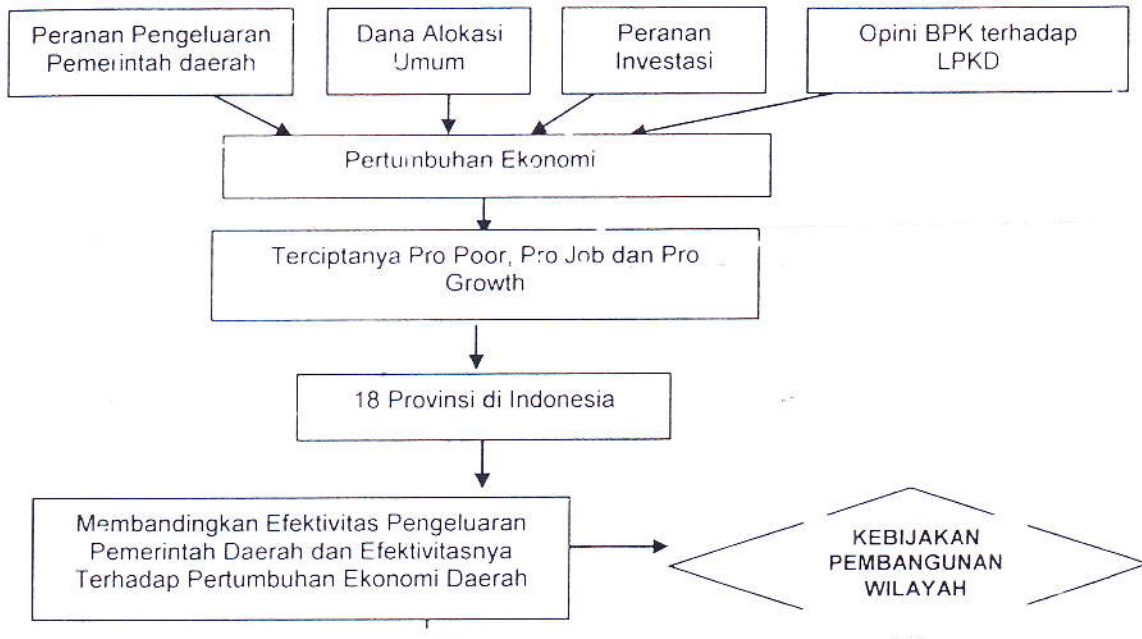 Peranan Pengeluaran
Pemerintah daerah
Dana Alokasi
Umum
Peranan
Investasi
Opini BPK terhadap
LPKD
Pertumbuhan Ekonomi
Terciptanya Pro Poor, Pro Job dan Pro
Growth
18 Provinsi di Indonesia
Membandingkan Efektivitas Pengeluaran
Pemerintah Daerah dan Efektivitasnya
Terhadap Pertumbuhan Ekonomi Daerah
KEBIJAKAN
PEMBANGUNAN
WILAYAH